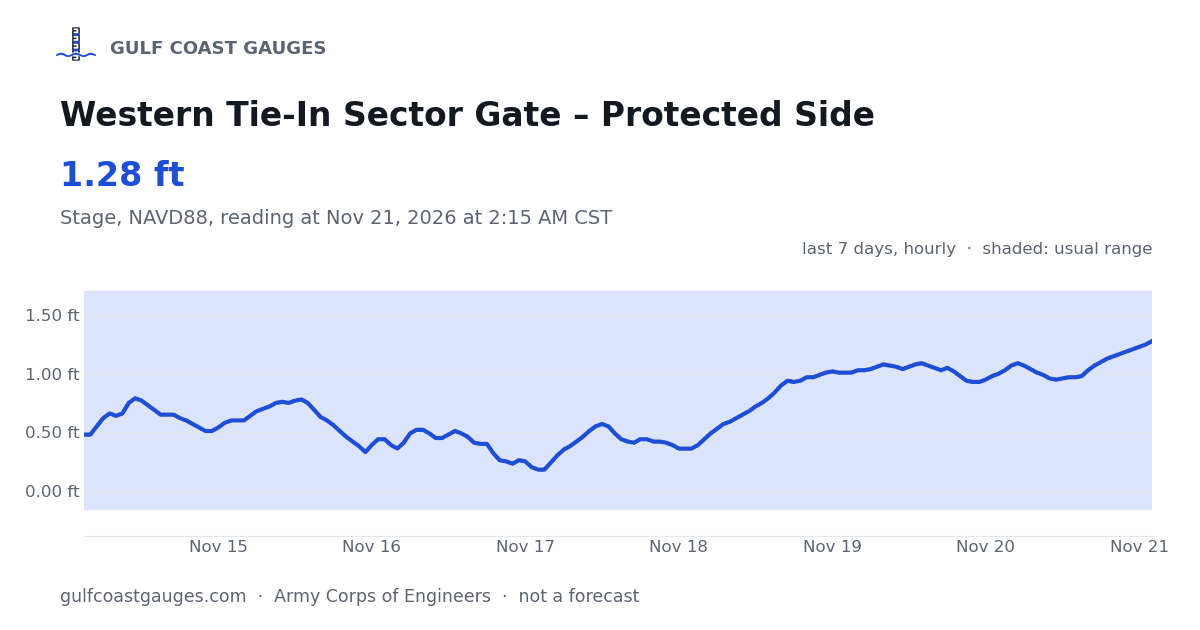 GULF COAST GAUGES
Western Tie-In Sector Gate – Protected Side
1.28 ft
Stage, NAVD88, reading at Nov 21, 2026 at 2:15 AM CST
last 7 days, hourly · shaded: usual range
1.50 ft
1.00 ft
0.50 ft
0.00 ft
Nov 15 Nov 16 Nov 17 Nov 18 Nov 19 Nov 20 Nov 21
gulfcoastgauges.com · Army Corps of Engineers · not a forecast